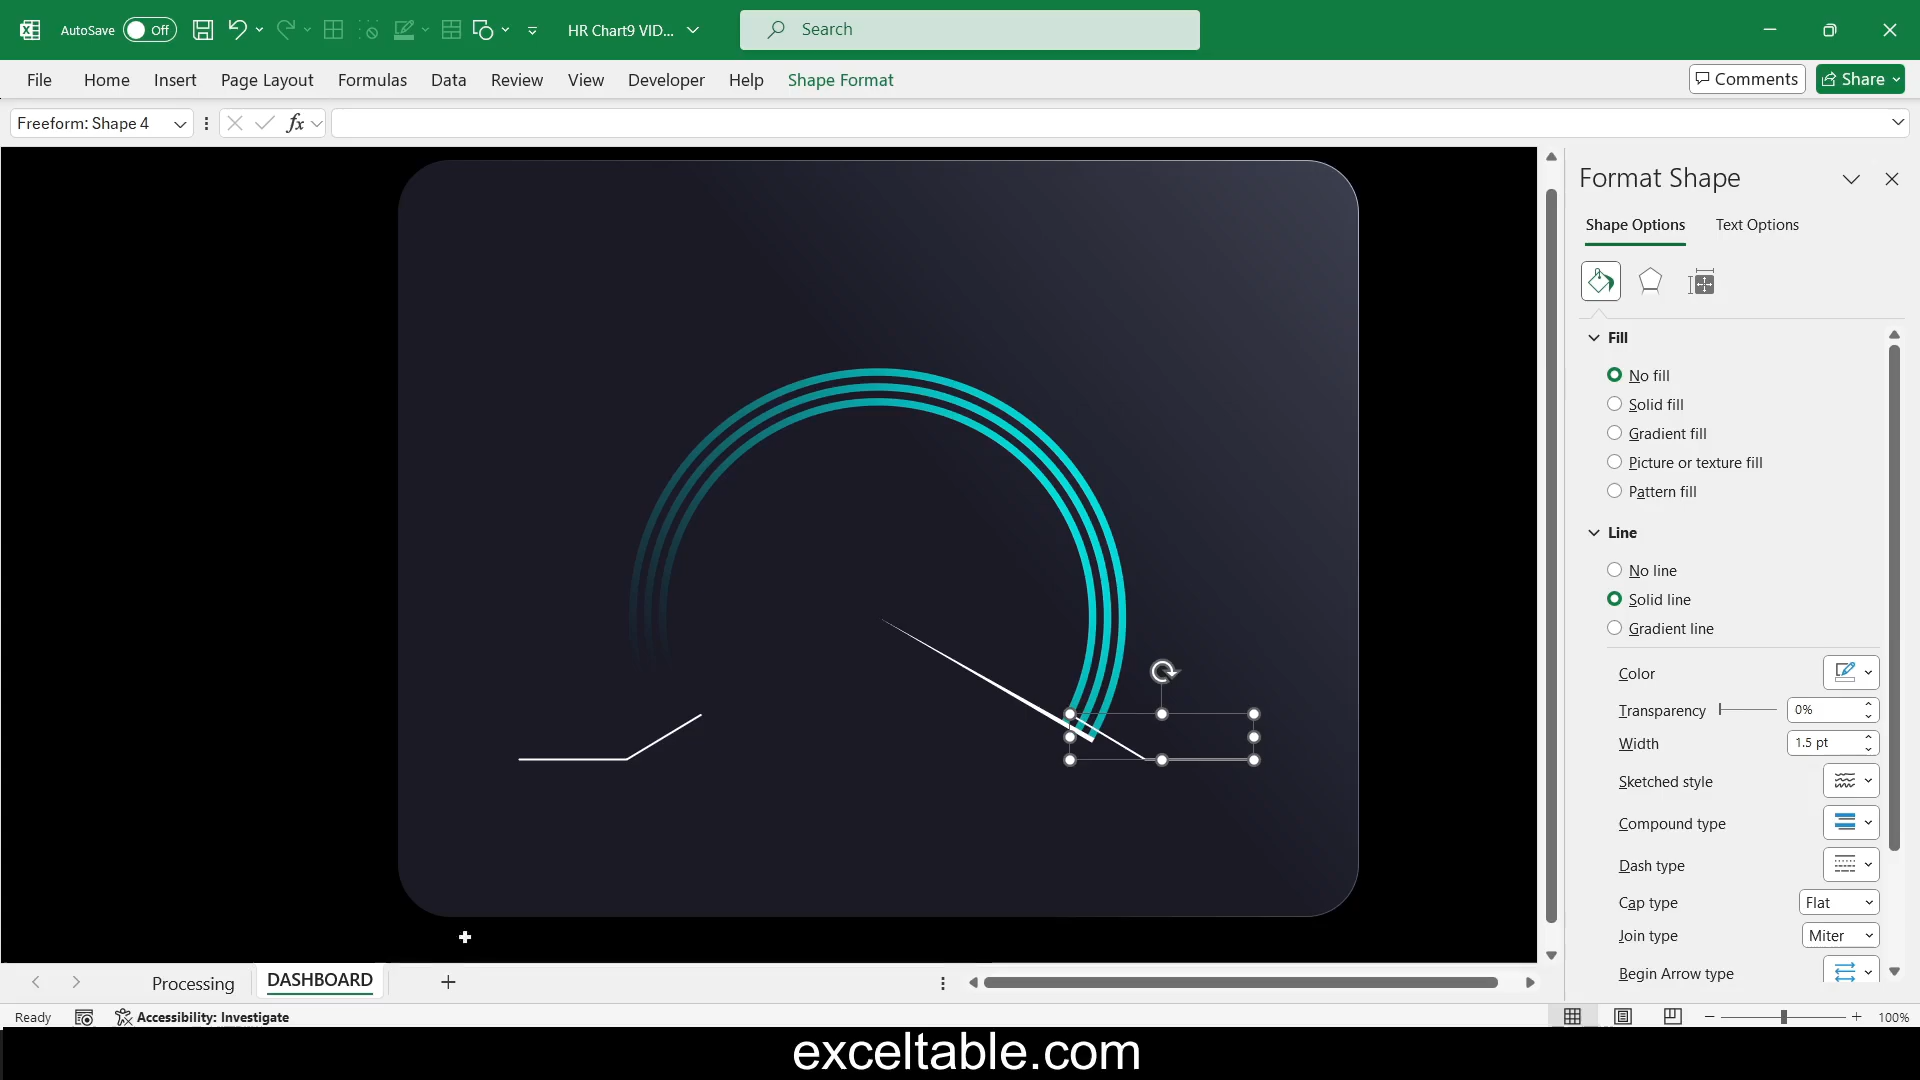 AutoSave Off HR Chart9 VID... Search
File Home Insert Page Layout Formulas Data Review View Developer Help Shape Format Comments Share
Freeform: Shape 4 fx
Format Shape
Shape Options Text Options
Fill
No fill
Solid fill
Gradient fill
Picture or texture fill
Pattern fill
Line
No line
Solid line
Gradient line
Color
Transparency 0%
Width 1.5 pt
Sketched style
Compound type
Dash type
Cap type Flat
Join type Miter
Begin Arrow type
Processing DASHBOARD
Ready Accessibility: Investigate 100%
exceltable.com